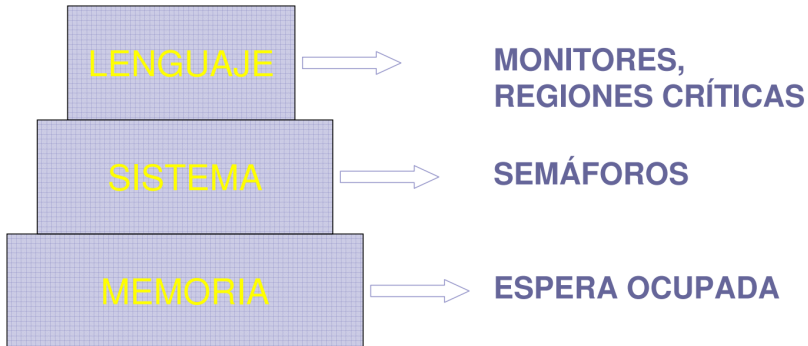 LENGUAJE
MONITORES,
REGIONES CRÍTICAS
SISTEMA
SEMÁFOROS
MEMORIA
ESPERA OCUPADA